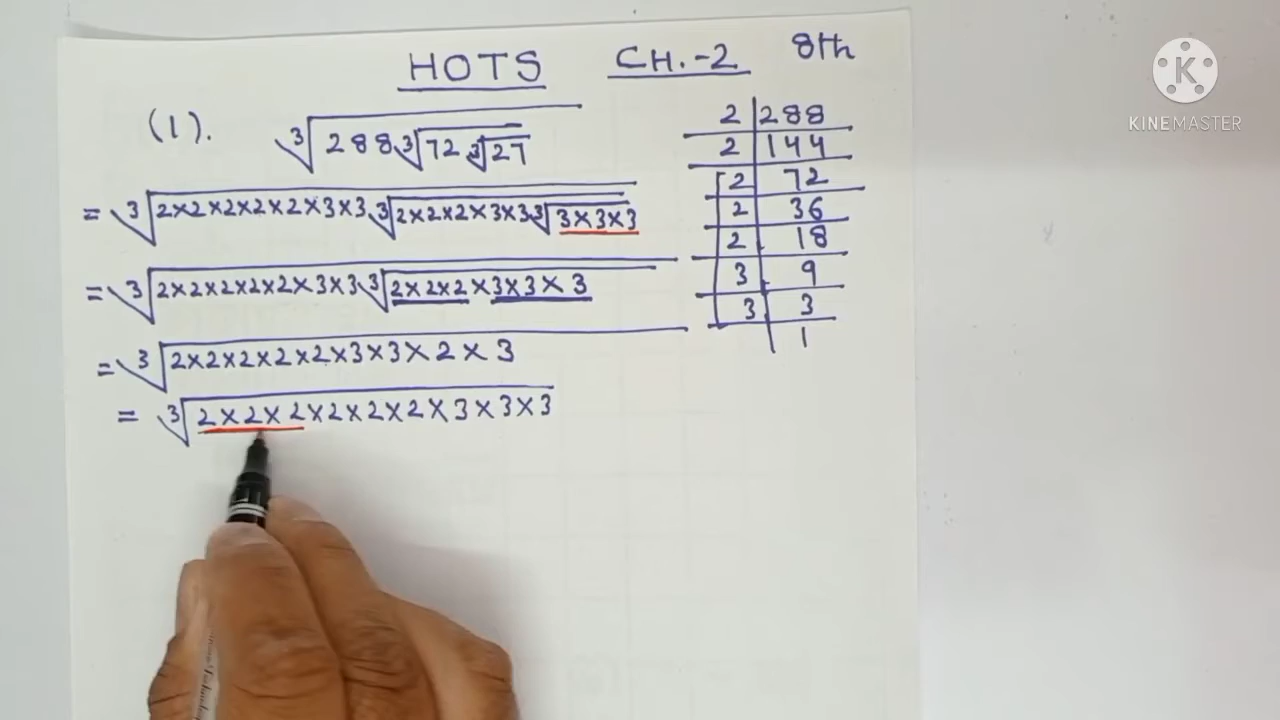 HOTS CH.-2 8th
(1). ∛288∛72∛27
= ∛2×2×2×2×2×3×3∛2×2×2×3×3∛3×3×3
= ∛2×2×2×2×2×3×3∛2×2×2×3×3×3
= ∛2×2×2×2×2×3×3×2×3
= ∛2×2×2×2×2×2×3×3×3
2 | 288
2 | 144
2 | 72
2 | 36
2 | 18
3 | 9
3 | 3
| 1
K
KINEMASTER